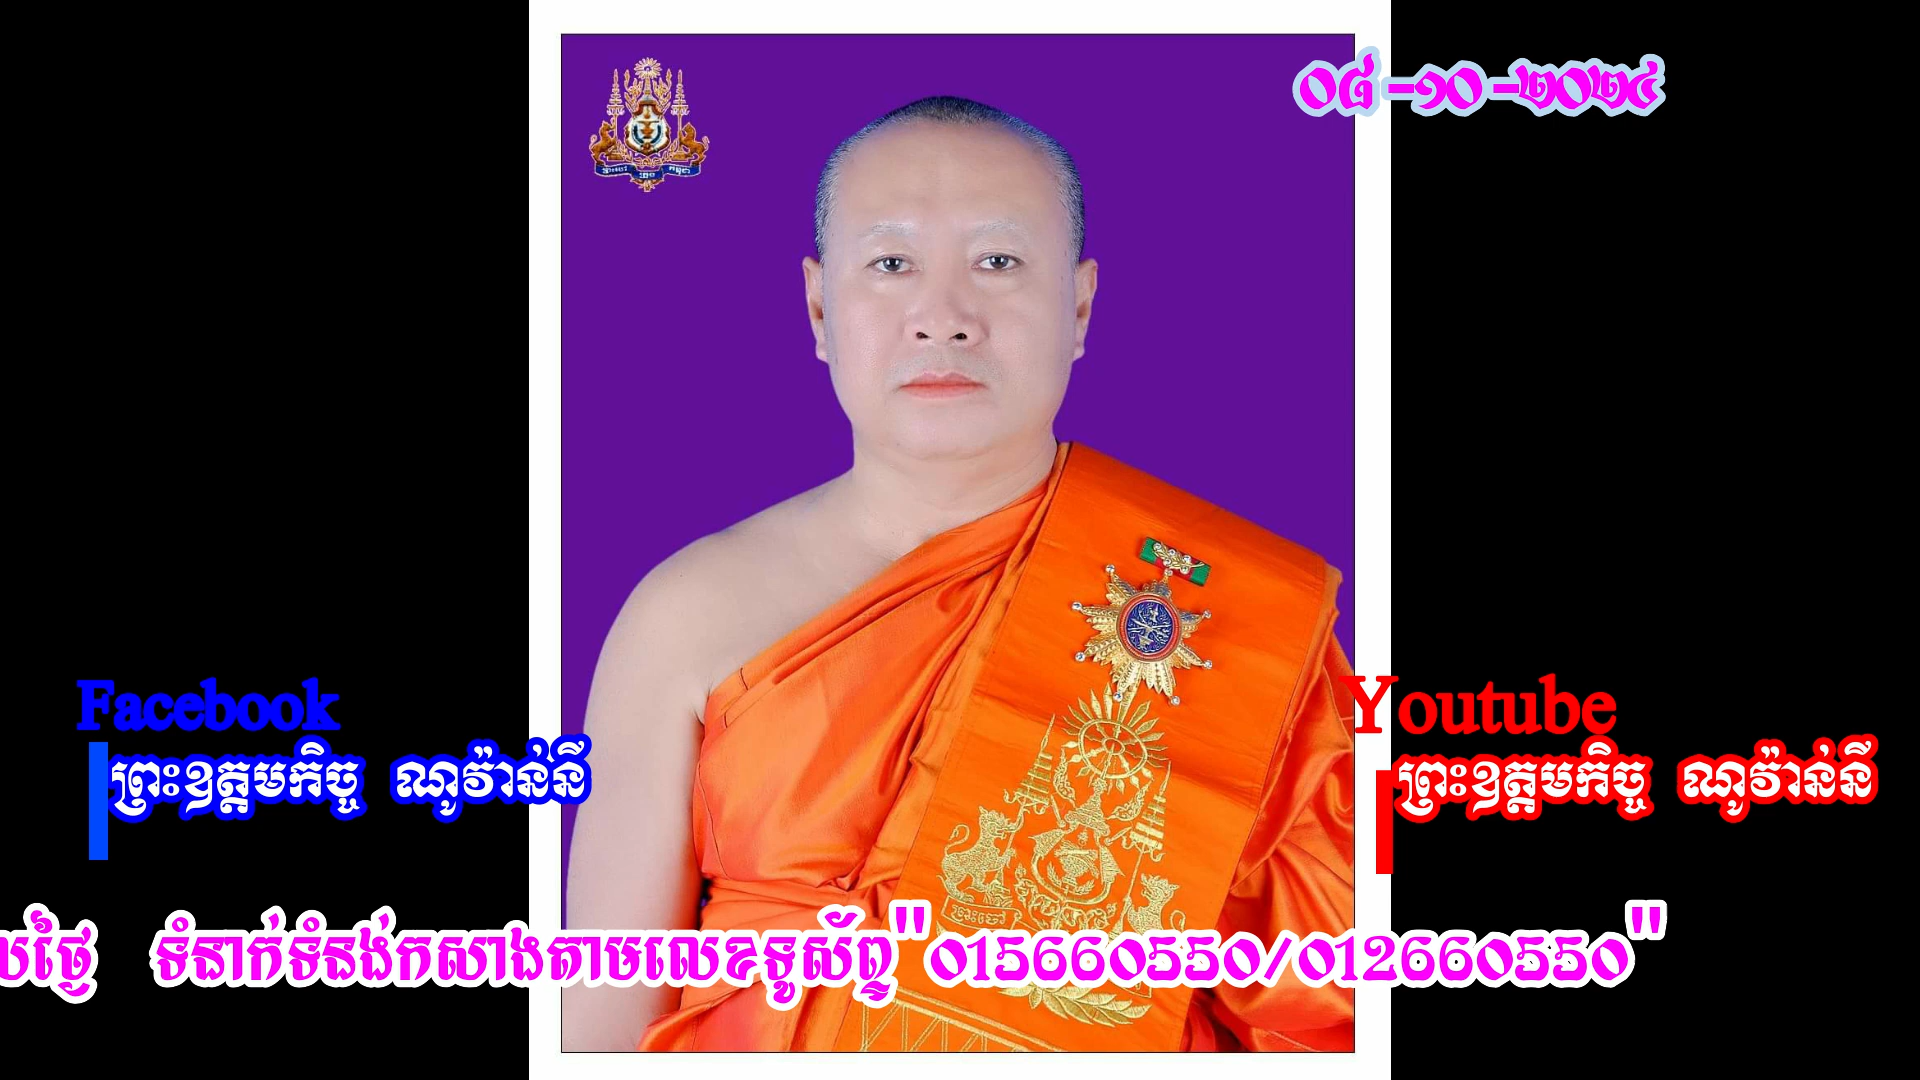 ០៨-១០-២០២៤
Facebook
ព្រះឧត្តមកិច្ច ណូវ៉ាន់នី
Youtube
ព្រះឧត្តមកិច្ច ណូវ៉ាន់នី
ថ្ងៃ ទំនាក់ទំនង់កសាងតាមលេខទូស័ព្ទ"015660550/012660550"